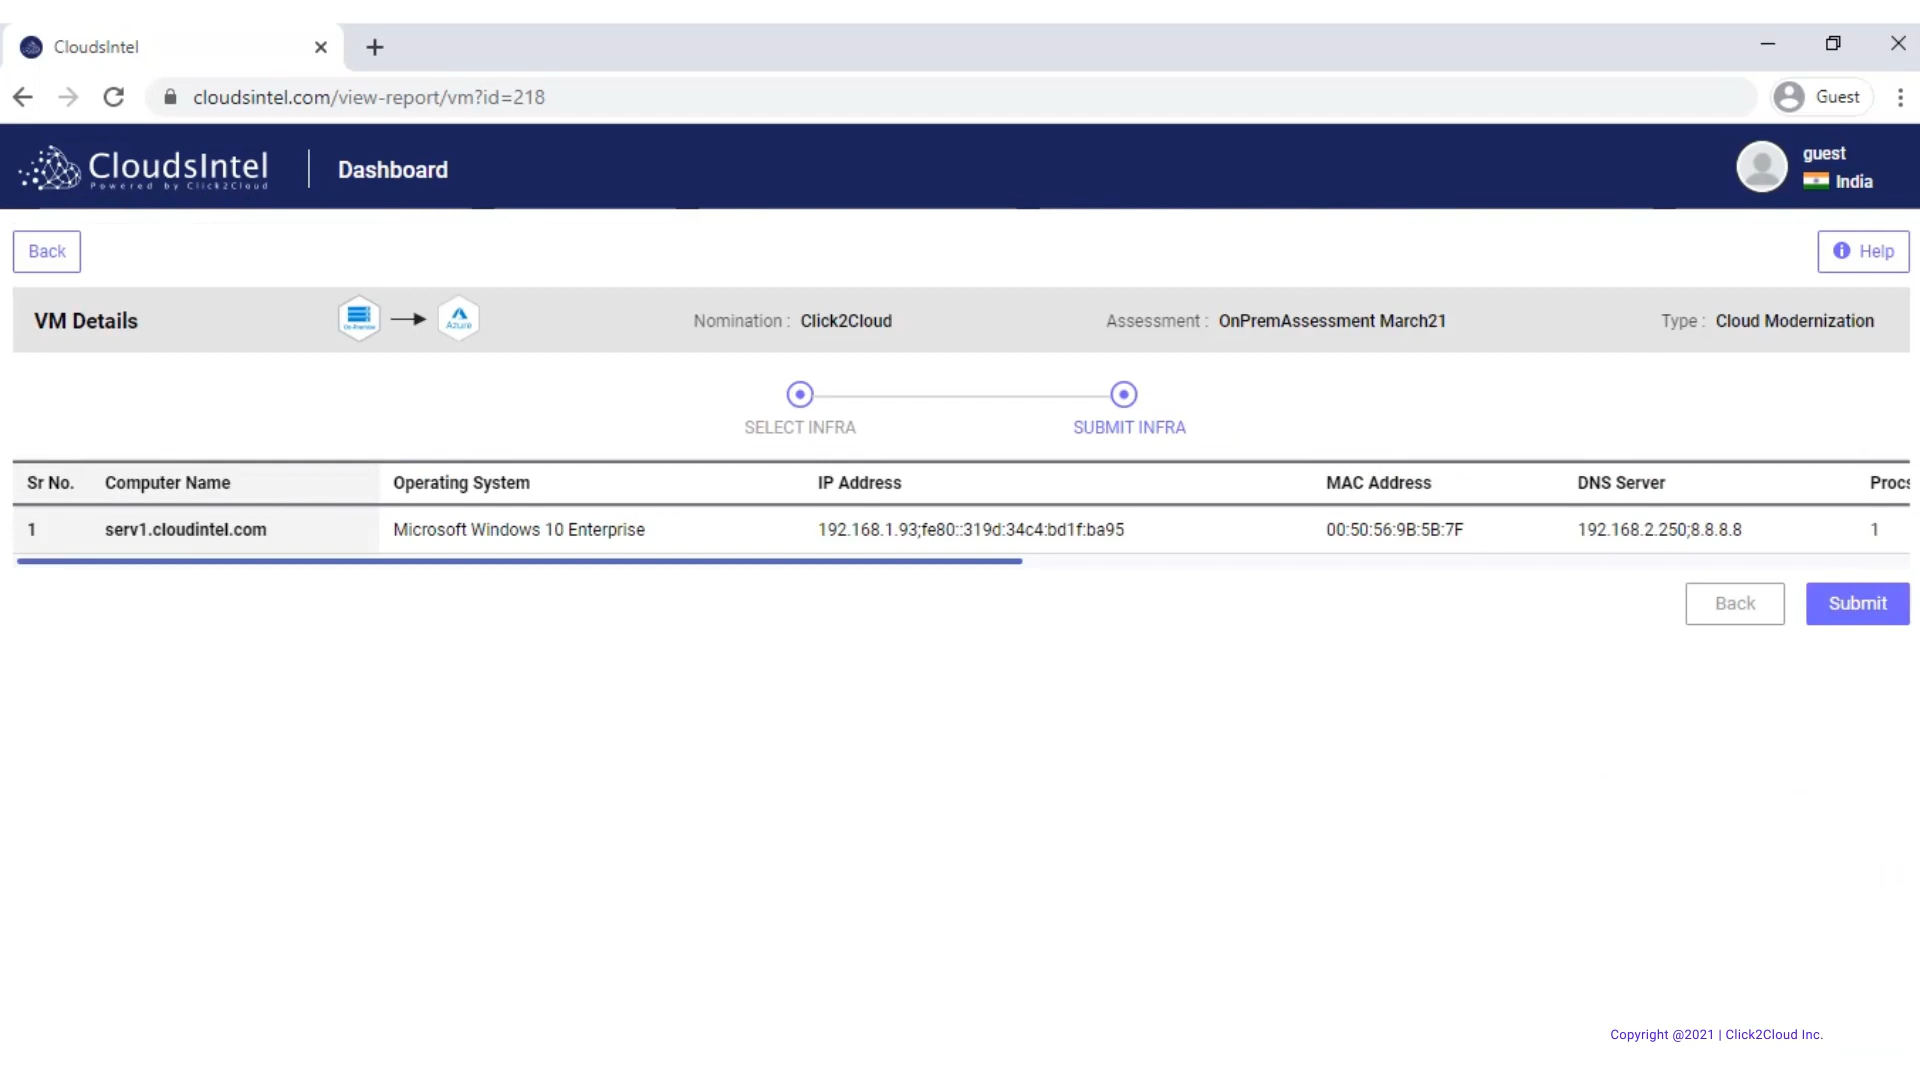 CloudsIntel
cloudsintel.com/view-report/vm?id=218
Guest
CloudsIntel
Powered by Click2Cloud
Dashboard
guest
India
Back
Help
VM Details
On-Premise
Azure
Nomination : Click2Cloud
Assessment : OnPremAssessment March21
Type : Cloud Modernization
SELECT INFRA
SUBMIT INFRA
Sr No. Computer Name Operating System IP Address MAC Address DNS Server Procs
1 serv1.cloudintel.com Microsoft Windows 10 Enterprise 192.168.1.93;fe80::319d:34c4:bd1f:ba95 00:50:56:9B:5B:7F 192.168.2.250;8.8.8.8 1
Back
Submit
Copyright @2021 | Click2Cloud Inc.